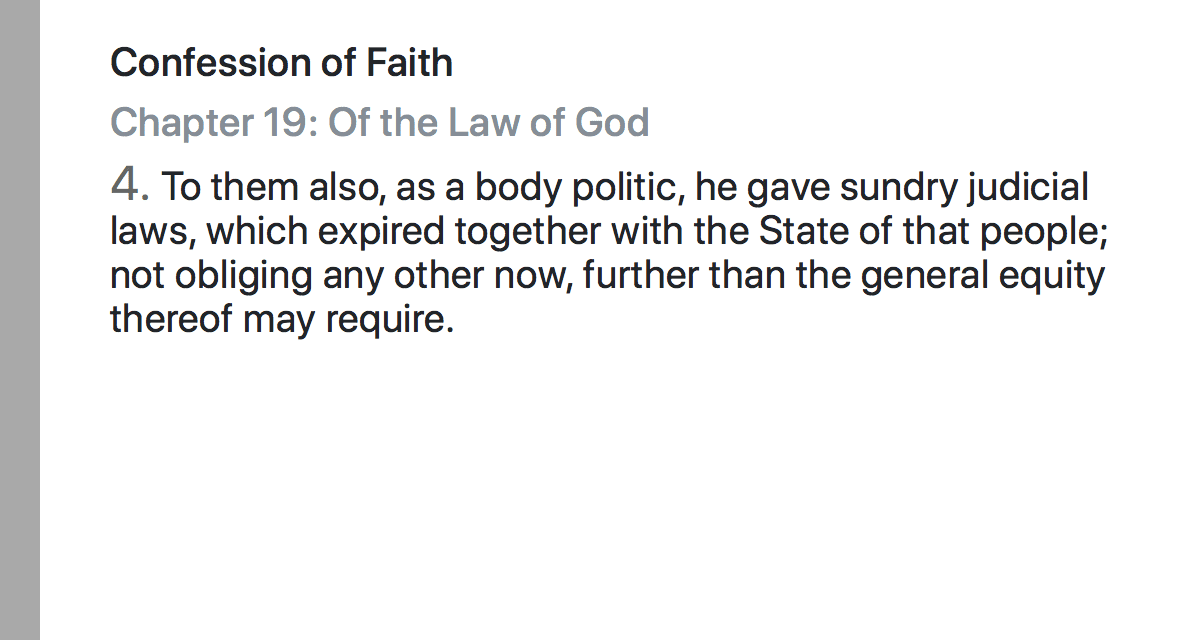 Confession of Faith
Chapter 19: Of the Law of God
4. To them also, as a body politic, he gave sundry judicial
laws, which expired together with the State of that people;
not obliging any other now, further than the general equity
thereof may require.